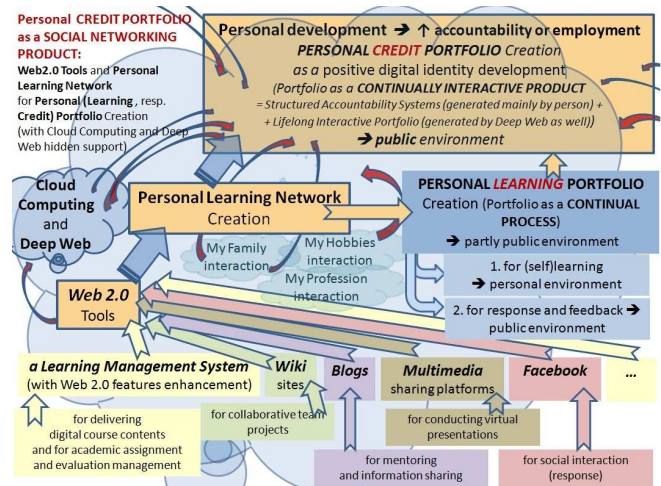 Personal CREDIT PORTFOLIO
as a SOCIAL NETWORKING
PRODUCT:
Web2.0 Tools and Personal
Learning Network
for Personal (Learning , resp.
Credit) Portfolio Creation
(with Cloud Computing and Deep
Web hidden support)
Personal development ➔ ↑ accountability or employment
PERSONAL CREDIT PORTFOLIO Creation
as a positive digital identity development
(Portfolio as a CONTINUALLY INTERACTIVE PRODUCT
= Structured Accountability Systems (generated mainly by person) +
+ Lifelong Interactive Portfolio (generated by Deep Web as well))
➔ public environment
Cloud
Computing
and
Deep Web
Personal Learning Network
Creation
PERSONAL LEARNING PORTFOLIO
Creation (Portfolio as a CONTINUAL
PROCESS)
➔ partly public environment
My Family
interaction
My Hobbies
interaction
My Profession
interaction
1. for (self)learning
➔ personal environment
2. for response and feedback ➔
public environment
Web 2.0
Tools
a Learning Management System
(with Web 2.0 features enhancement)
Wiki
sites
Blogs
Multimedia
sharing platforms
Facebook
...
for delivering
digital course contents
and for academic assignment
and evaluation management
for collaborative team
projects
for conducting virtual
presentations
for mentoring
and information sharing
for social interaction
(response)